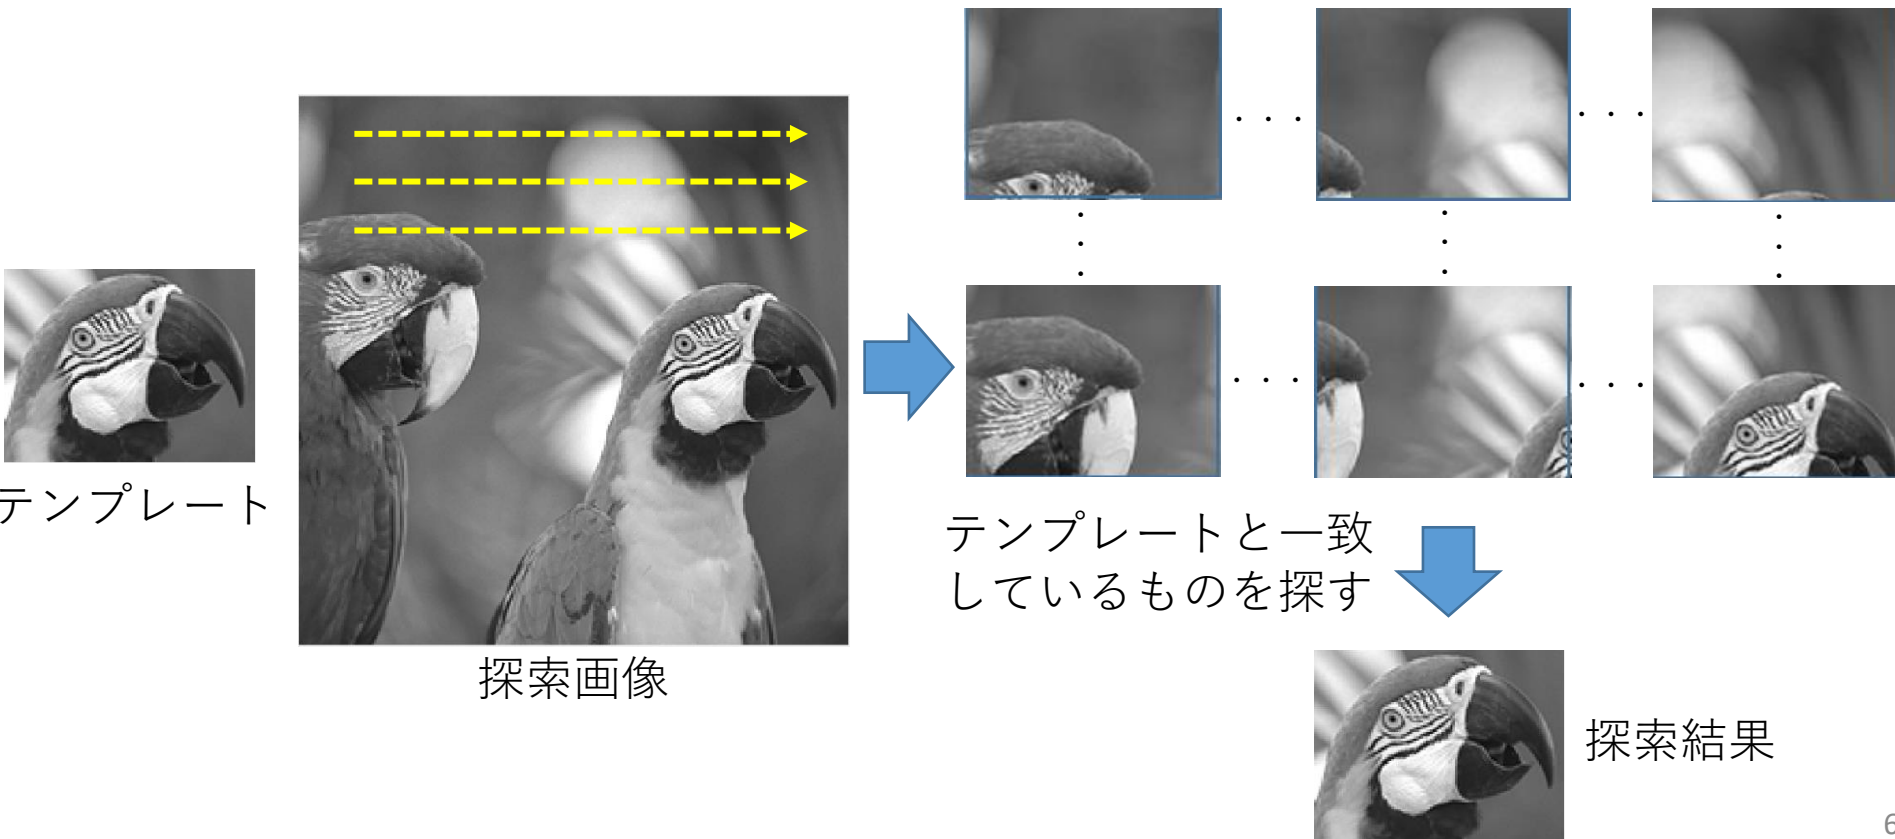 テンプレート
探索画像
テンプレートと一致
しているものを探す
探索結果
6